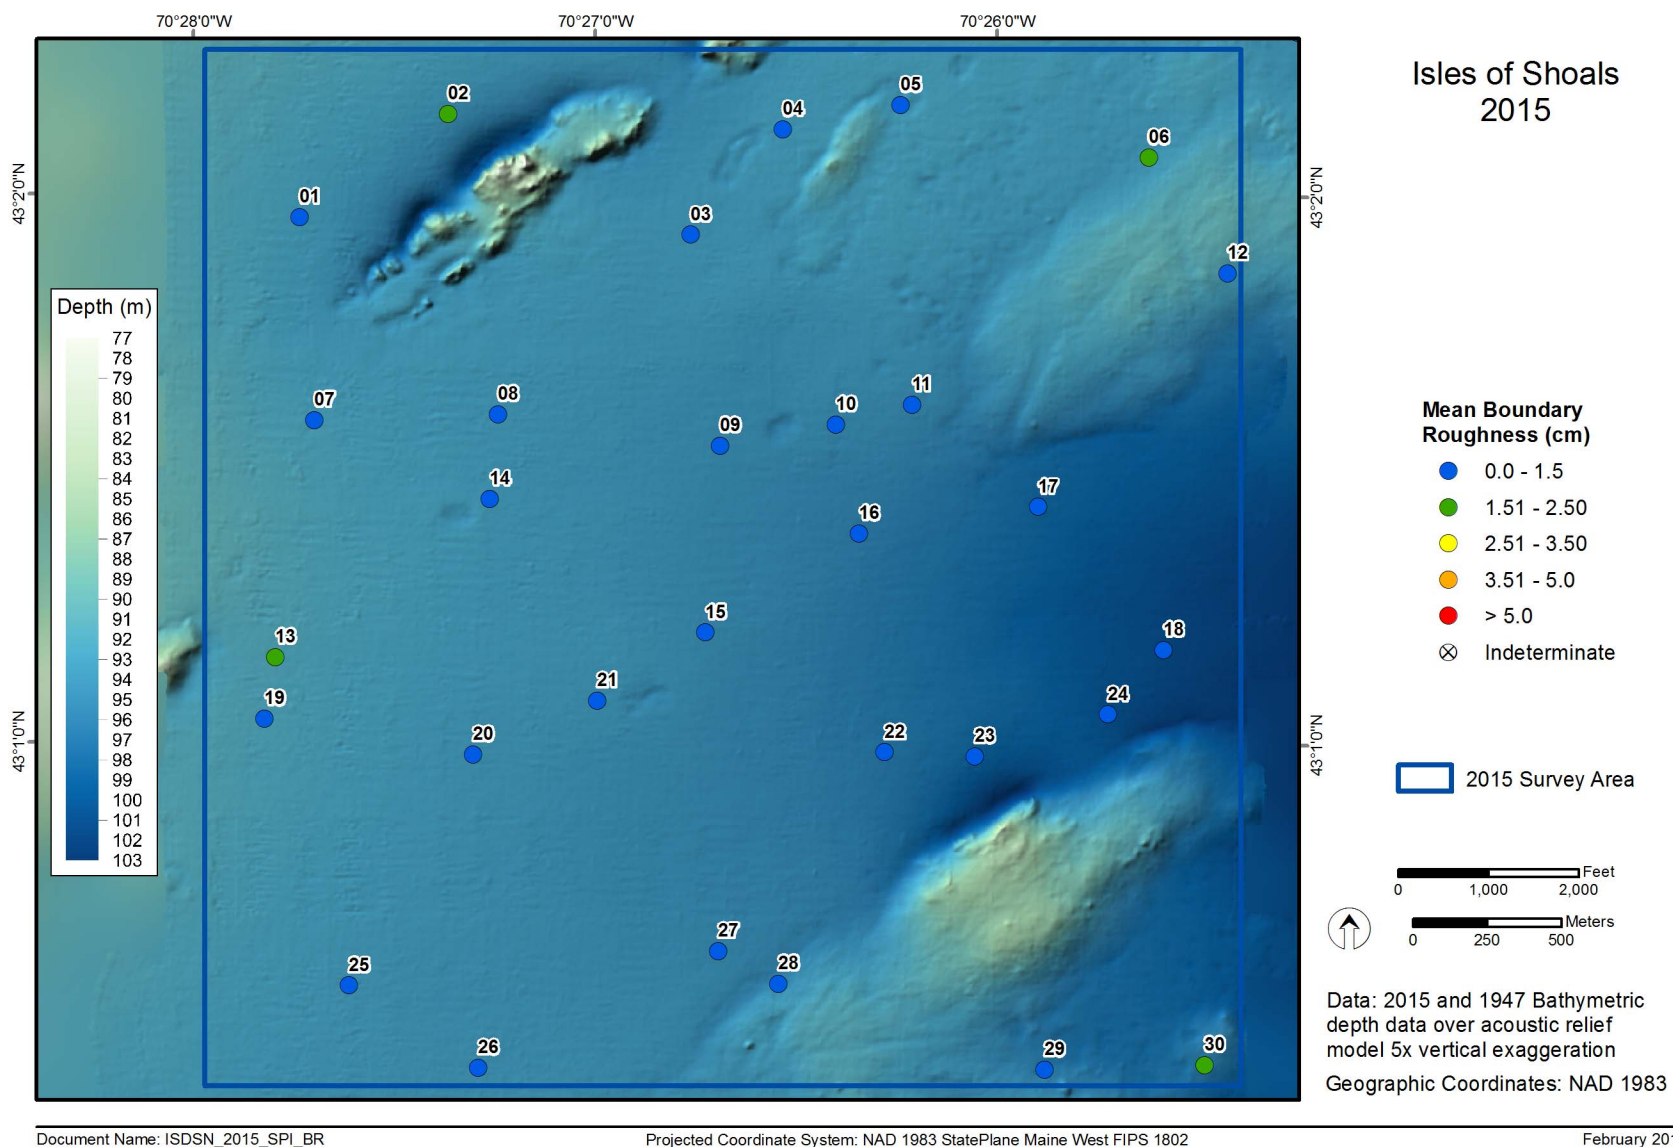 70°28'0"W
70°27'0"W
70°26'0"W
Isles of Shoals
2015
02
04
05
06
43°2'0"N
43°2'0"N
01
03
12
Depth (m)
77
78
79
80
81
82
83
84
85
86
87
88
89
90
91
92
93
94
95
96
97
98
99
100
101
102
103
07
08
09
10
11
14
16
17
Mean Boundary
Roughness (cm)
0.0 - 1.5
1.51 - 2.50
2.51 - 3.50
3.51 - 5.0
> 5.0
Indeterminate
13
15
18
19
21
24
20
22
23
43°1'0"N
43°1'0"N
2015 Survey Area
Feet
0 1,000 2,000
Meters
0 250 500
27
28
25
26
29
30
Data: 2015 and 1947 Bathymetric
depth data over acoustic relief
model 5x vertical exaggeration
Geographic Coordinates: NAD 1983
Document Name: ISDSN_2015_SPI_BR
Projected Coordinate System: NAD 1983 StatePlane Maine West FIPS 1802
February 201